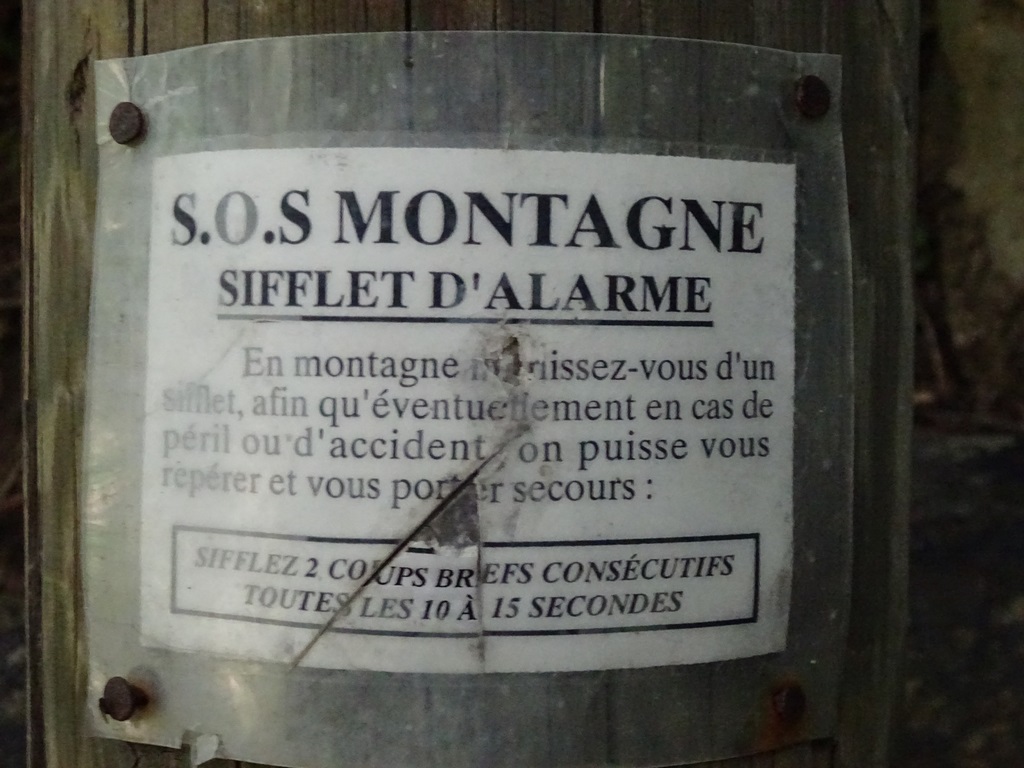 S.O.S MONTAGNE
SIFFLET D'ALARME
En montagne munissez-vous d'un
sifflet, afin qu'éventuellement en cas de
péril ou d'accident, on puisse vous
repérer et vous porter secours :
SIFFLEZ 2 COUPS BREFS CONSÉCUTIFS
TOUTES LES 10 À 15 SECONDES